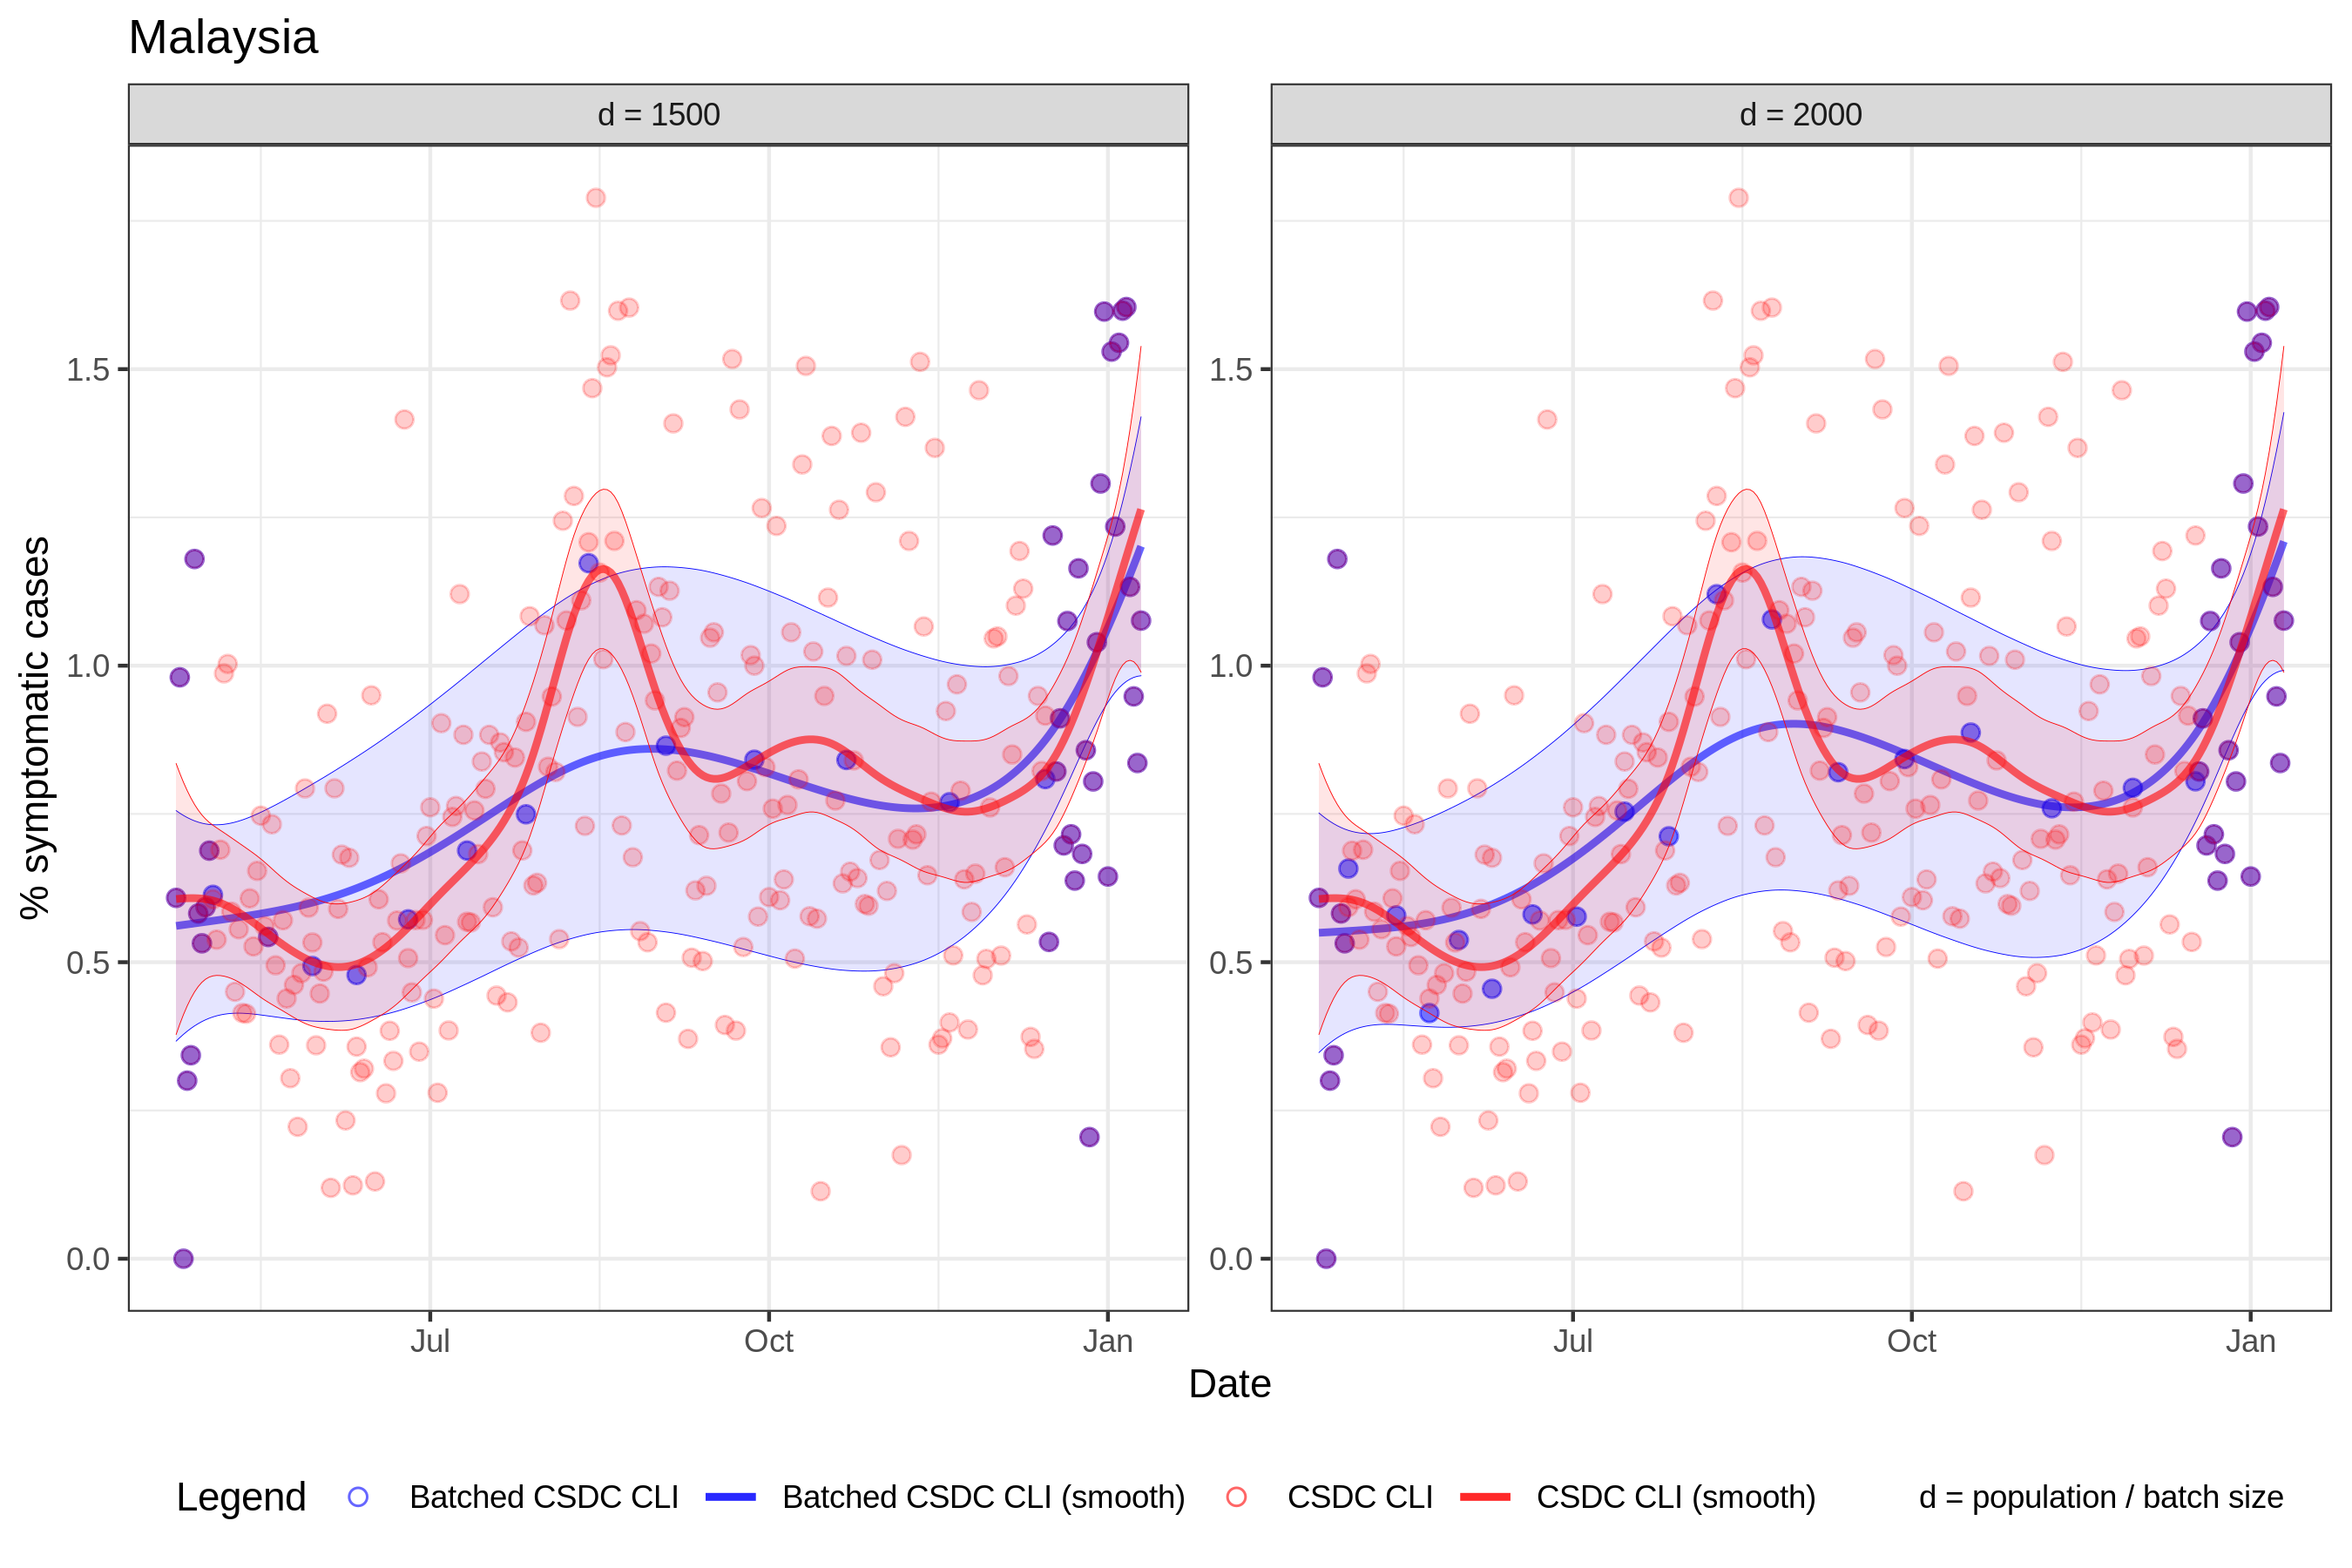 Malaysia
d = 1500
d = 2000
% symptomatic cases
1.5
1.0
0.5
0.0
1.5
1.0
0.5
0.0
Jul
Oct
Jan
Jul
Oct
Jan
Date
Legend
Batched CSDC CLI
Batched CSDC CLI (smooth)
CSDC CLI
CSDC CLI (smooth)
d = population / batch size